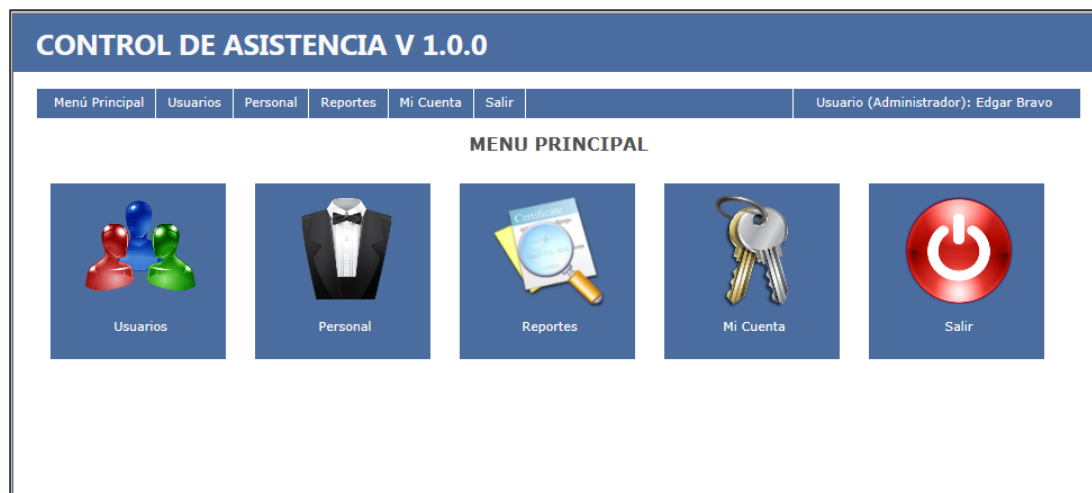 CONTROL DE ASISTENCIA V 1.0.0
Menú Principal Usuarios Personal Reportes Mi Cuenta Salir Usuario (Administrador): Edgar Bravo
MENU PRINCIPAL
Certificate
Usuarios Personal Reportes Mi Cuenta Salir